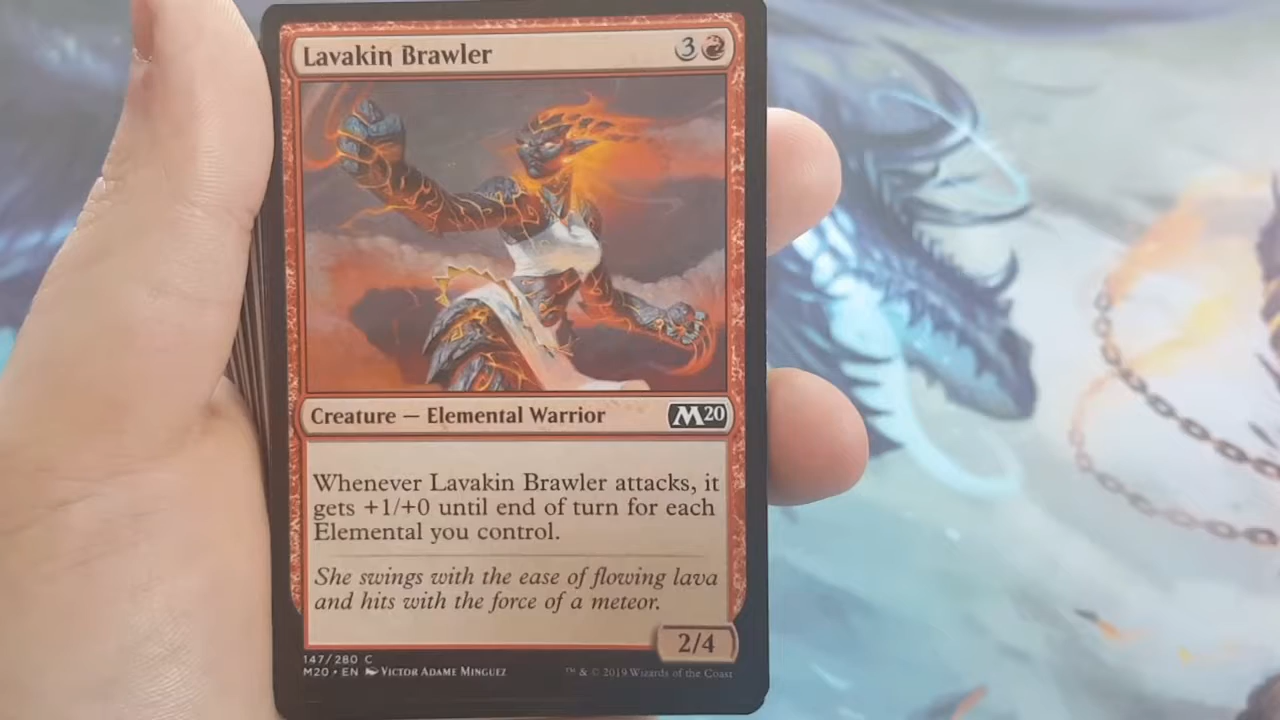 Lavakin Brawler 3
Creature — Elemental Warrior M20
Whenever Lavakin Brawler attacks, it
gets +1/+0 until end of turn for each
Elemental you control.
She swings with the ease of flowing lava
and hits with the force of a meteor.
2/4
147/280 C
M20 • EN Victor Adame Minguez ™ & © 2019 Wizards of the Coast